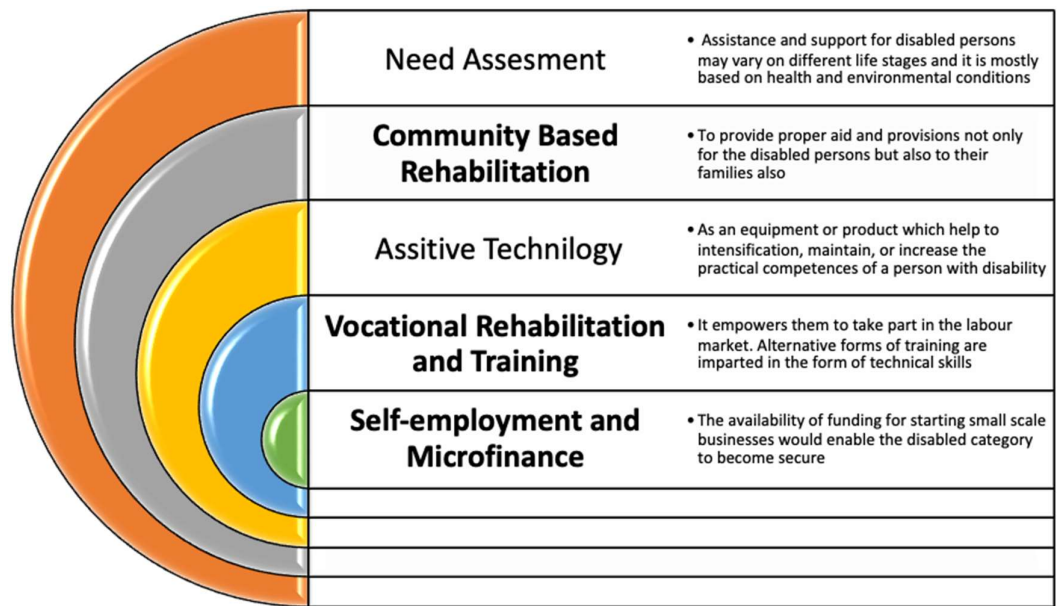 Need Assesment
• Assistance and support for disabled persons
may vary on different life stages and it is mostly
based on health and environmental conditions
Community Based
Rehabilitation
• To provide proper aid and provisions not only
for the disabled persons but also to their
families also
Assitive Technilogy
• As an equipment or product which help to
intensification, maintain, or increase the
practical competences of a person with disability
Vocational Rehabilitation
and Training
• It empowers them to take part in the labour
market. Alternative forms of training are
imparted in the form of technical skills
Self-employment and
Microfinance
• The availability of funding for starting small scale
businesses would enable the disabled category
to become secure